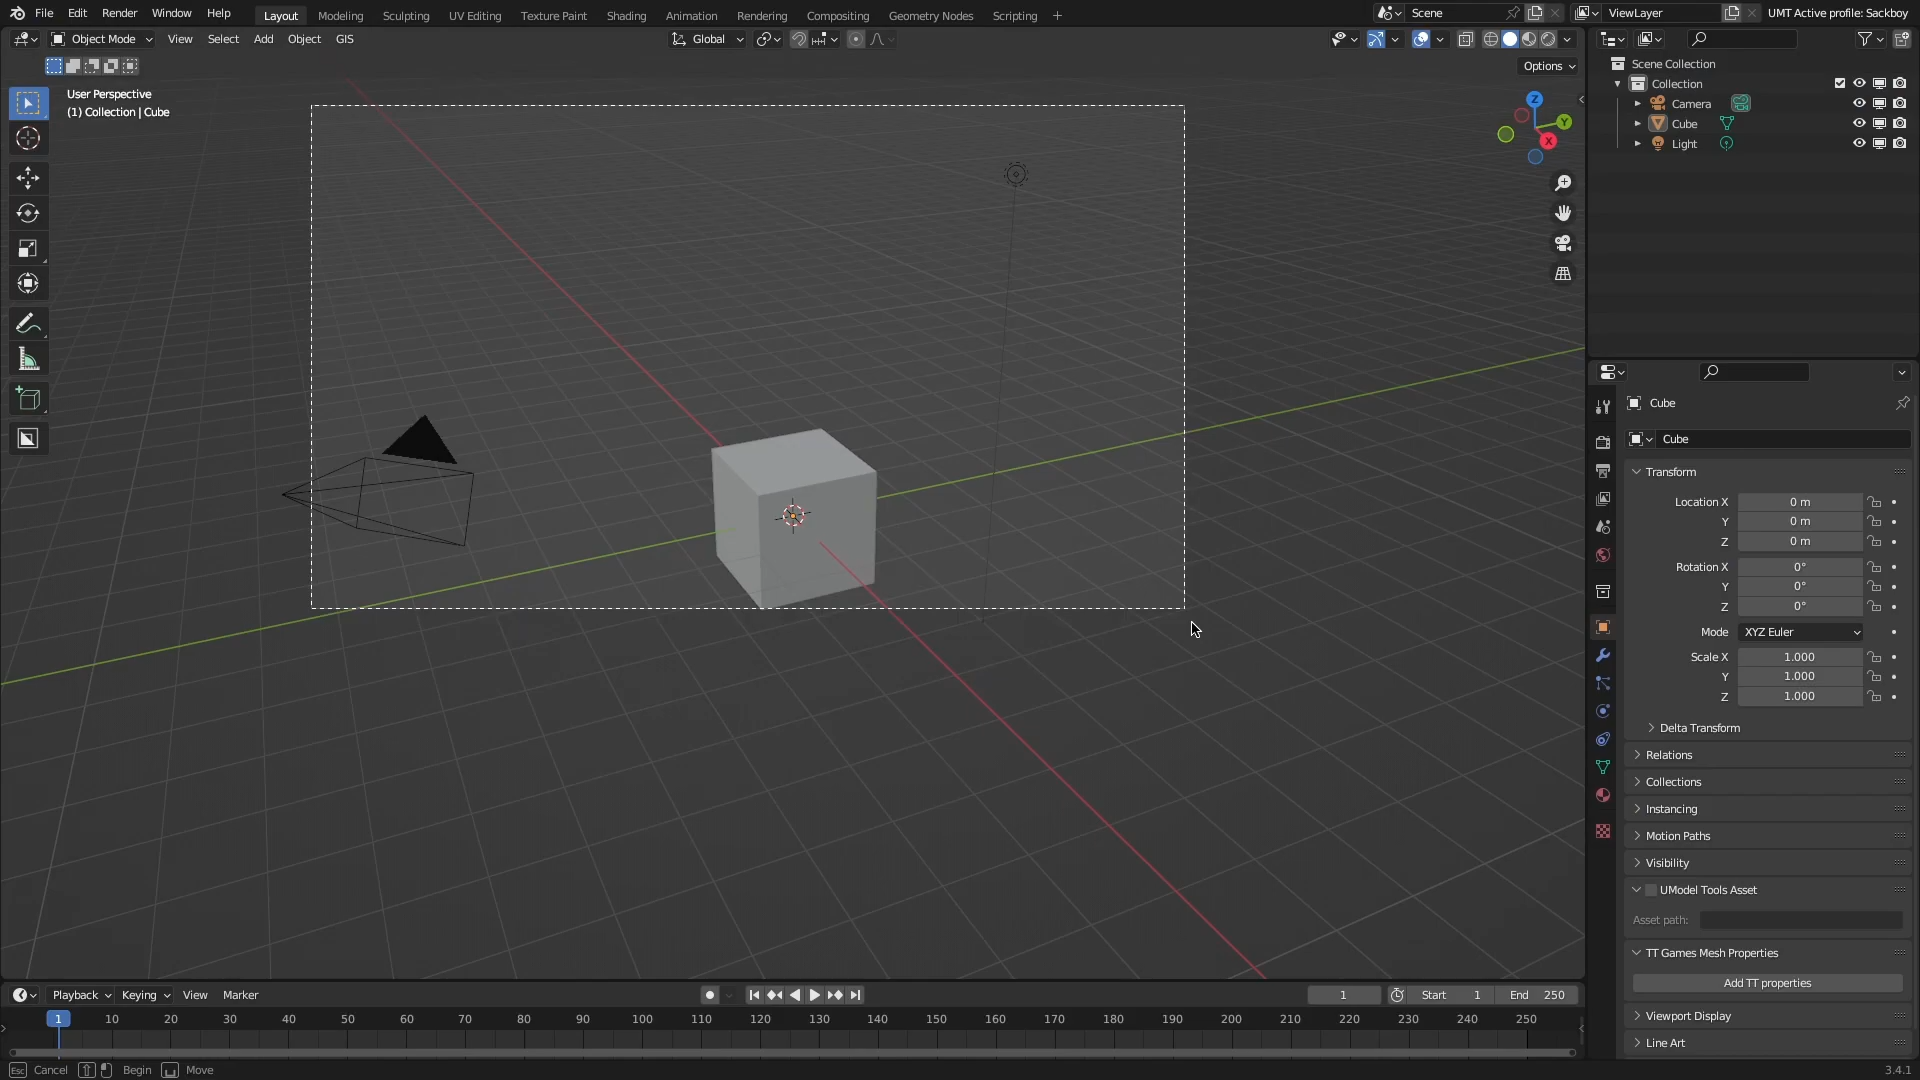 File Edit Render Window Help Layout Modeling Sculpting UV Editing Texture Paint Shading Animation Rendering Compositing Geometry Nodes Scripting + Scene ViewLayer UMT Active profile: Sackboy
Object Mode View Select Add Object GIS Global
Options
User Perspective
(1) Collection | Cube
Z
Y
X
Scene Collection
Collection
Camera
Cube
Light
Cube
Cube
Transform
Location X 0 m
Y 0 m
Z 0 m
Rotation X 0°
Y 0°
Z 0°
Mode XYZ Euler
Scale X 1.000
Y 1.000
Z 1.000
Delta Transform
Relations
Collections
Instancing
Motion Paths
Visibility
UModel Tools Asset
Asset path:
TT Games Mesh Properties
Add TT properties
Viewport Display
Line Art
Playback Keying View Marker 1 Start 1 End 250
1 10 20 30 40 50 60 70 80 90 100 110 120 130 140 150 160 170 180 190 200 210 220 230 240 250
Esc Cancel Begin Move 3.4.1